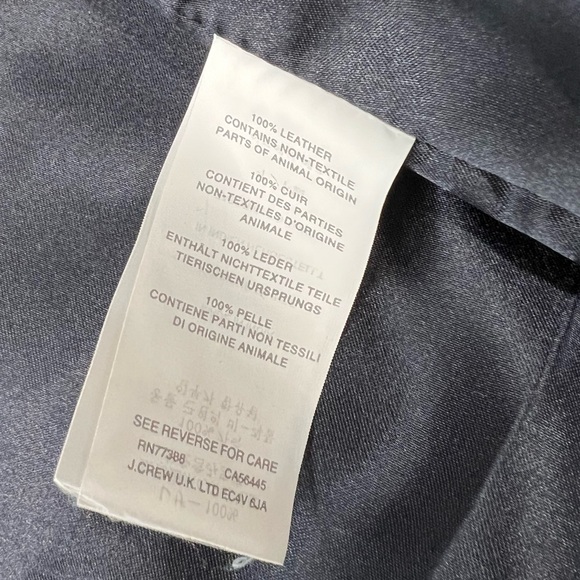 100% LEATHER
CONTAINS NON-TEXTILE
PARTS OF ANIMAL ORIGIN
100% CUIR
CONTIENT DES PARTIES
NON-TEXTILES D'ORIGINE
ANIMALE
100% LEDER
ENTHÄLT NICHTTEXTILE TEILE
TIERISCHEN URSPRUNGS
100% PELLE
CONTIENE PARTI NON TESSILI
DI ORIGINE ANIMALE
SEE REVERSE FOR CARE
RN77388 CA56445
J.CREW U.K. LTD EC4V 6JA